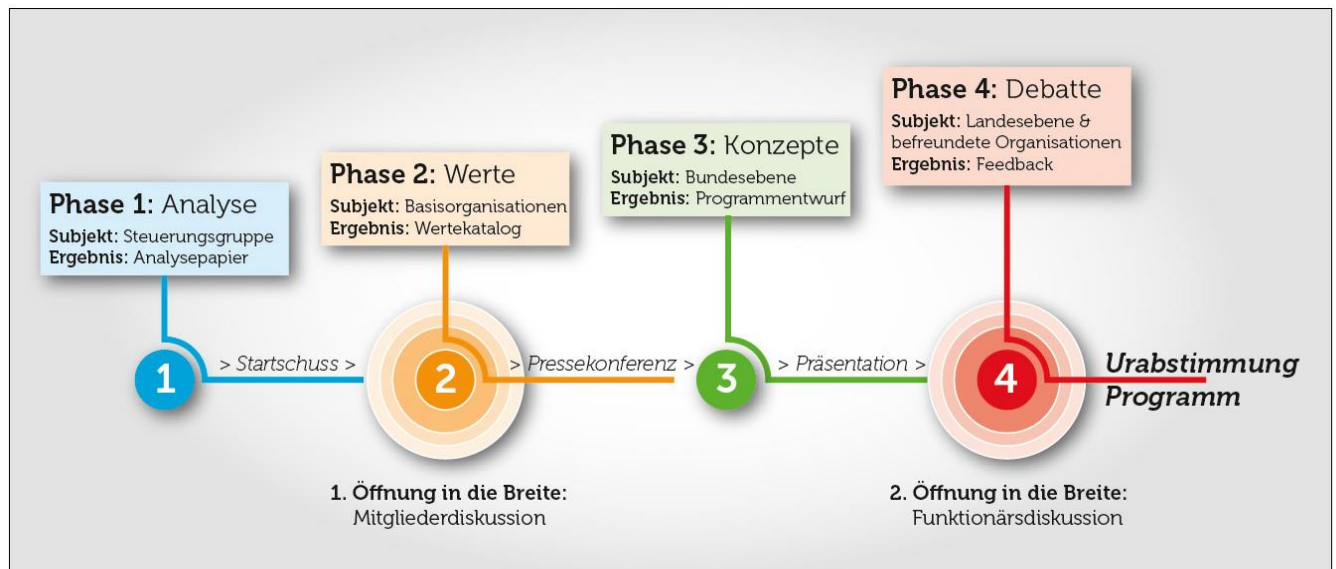 Phase 1: Analyse
Subjekt: Steuerungsgruppe
Ergebnis: Analysepapier
Phase 2: Werte
Subjekt: Basisorganisationen
Ergebnis: Wertekatalog
Phase 3: Konzepte
Subjekt: Bundesebene
Ergebnis: Programmentwurf
Phase 4: Debatte
Subjekt: Landesebene &
befreundete Organisationen
Ergebnis: Feedback
1
> Startschuss >
2
> Pressekonferenz >
3
> Präsentation >
4
Urabstimmung
Programm
1. Öffnung in die Breite:
Mitgliederdiskussion
2. Öffnung in die Breite:
Funktionärsdiskussion